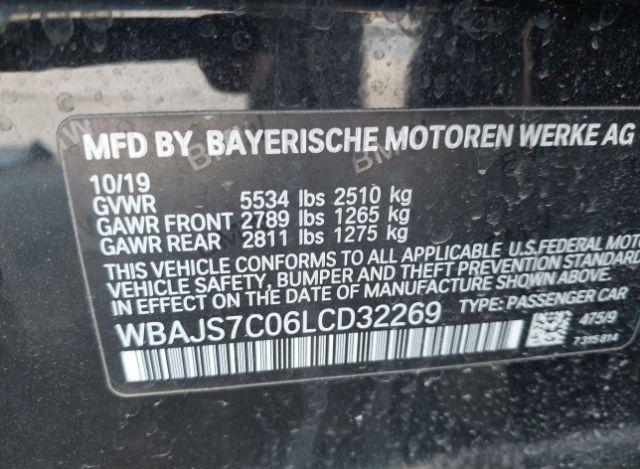 MFD BY BAYERISCHE MOTOREN WERKE AG
10/19
GVWR 5534 lbs 2510 kg
GAWR FRONT 2789 lbs 1265 kg
GAWR REAR 2811 lbs 1275 kg
THIS VEHICLE CONFORMS TO ALL APPLICABLE U.S.FEDERAL MOTO
VEHICLE SAFETY, BUMPER AND THEFT PREVENTION STANDARD
IN EFFECT ON THE DATE OF MANUFACTURE SHOWN ABOVE.
WBAJS7C06LCD32269 TYPE: PASSENGER CAR
475/9
7315814